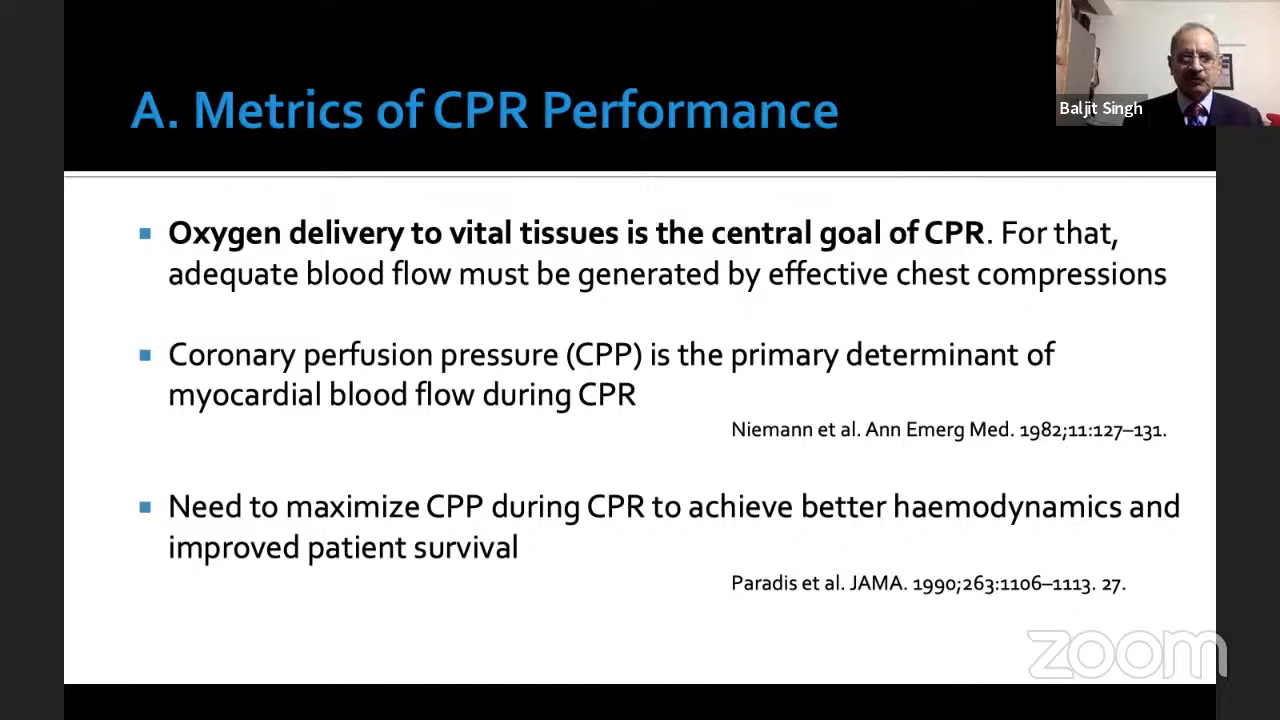 A. Metrics of CPR Performance
Baljit Singh
▪ Oxygen delivery to vital tissues is the central goal of CPR. For that,
adequate blood flow must be generated by effective chest compressions
▪ Coronary perfusion pressure (CPP) is the primary determinant of
myocardial blood flow during CPR
Niemann et al. Ann Emerg Med. 1982;11:127–131.
▪ Need to maximize CPP during CPR to achieve better haemodynamics and
improved patient survival
Paradis et al. JAMA. 1990;263:1106–1113. 27.
zoom